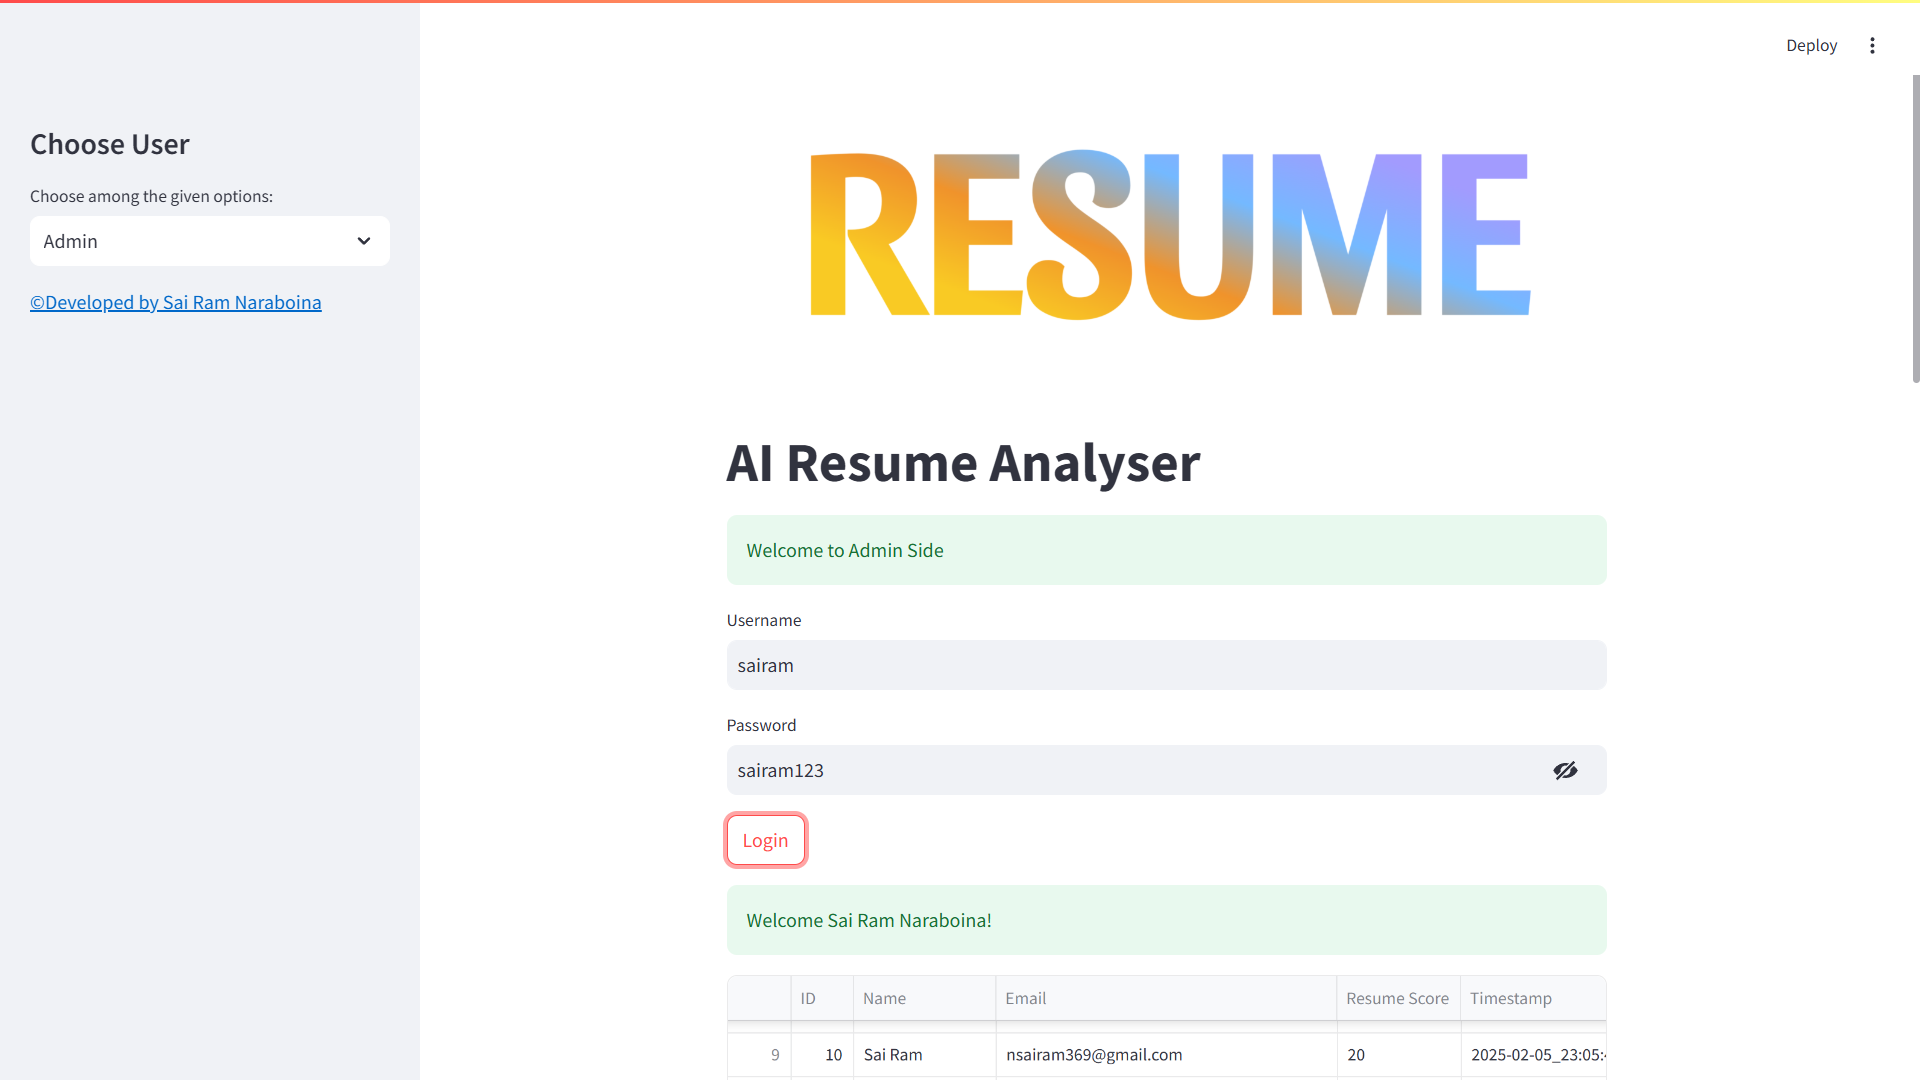 Deploy
Choose User
Choose among the given options:
Admin
©Developed by Sai Ram Naraboina
RESUME
AI Resume Analyser
Welcome to Admin Side
Username
sairam
Password
sairam123
Login
Welcome Sai Ram Naraboina!
ID Name Email Resume Score Timestamp
9 10 Sai Ram nsairam369@gmail.com 20 2025-02-05_23:05: